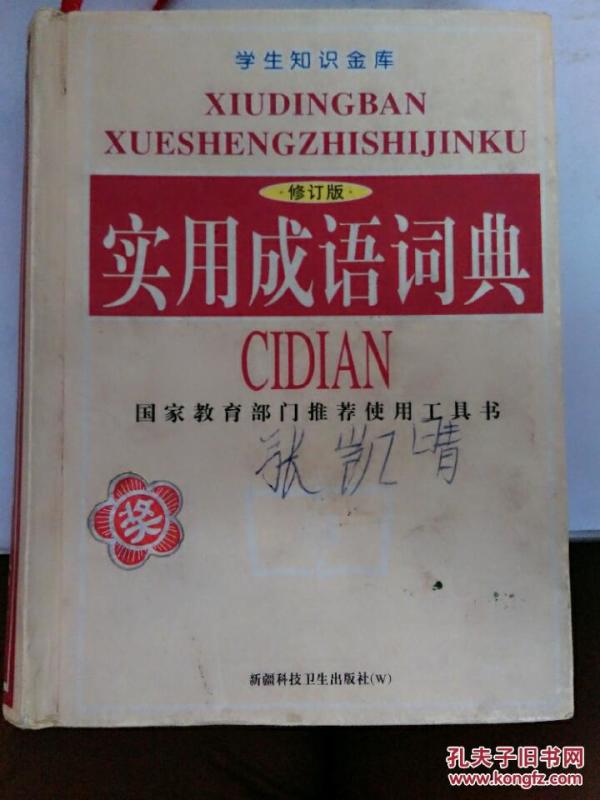 学生知识金库
XIUDINGBAN
XUESHENGZHISHIJINKU
·修订版·
实用成语词典
CIDIAN
国家教育部门推荐使用工具书
张凯晴
奖
新疆科技卫生出版社(W)
孔夫子旧书网
www.kongfz.com